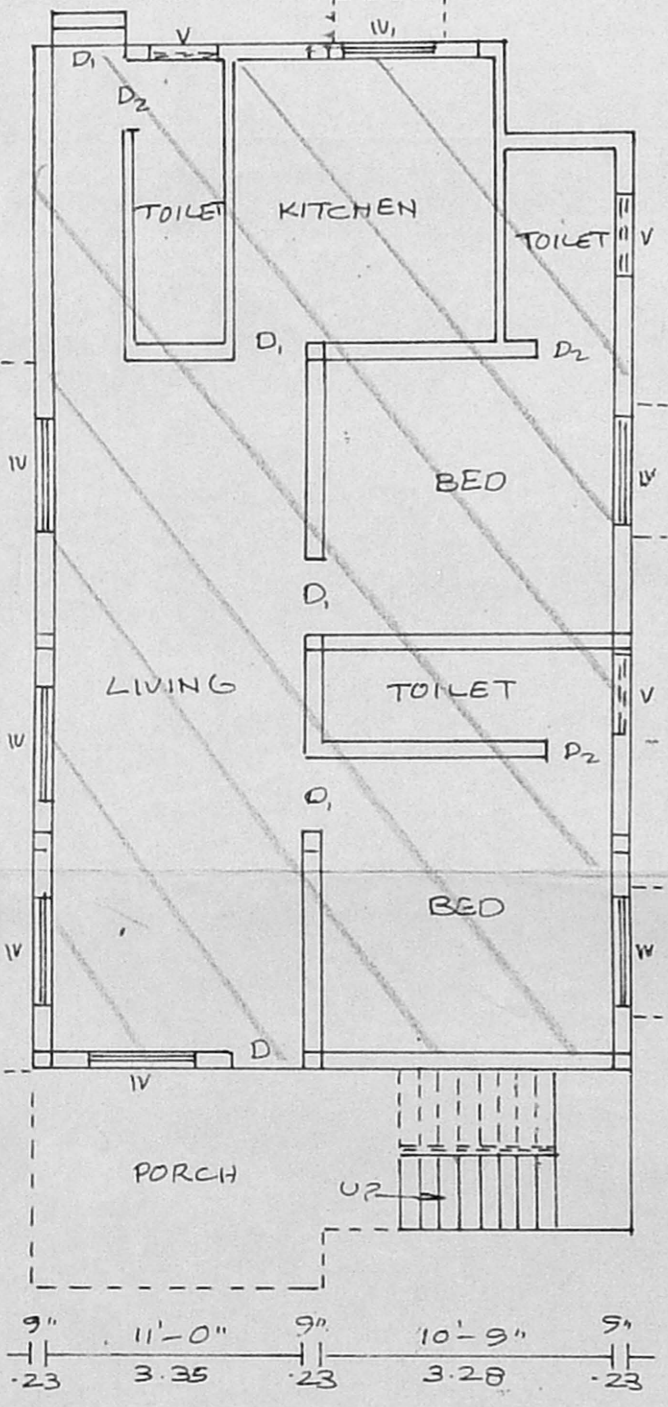 V
W₁
D₁
D₂
TOILET
KITCHEN
TOILET
V
D₁
D₂
W
BED
W
D₁
LIVING
TOILET
V
W
D₂
D₁
BED
W
W
D
W
PORCH
UP
9" 11'-0" 9" 10'-9" 9"
.23 3.35 .23 3.28 .23